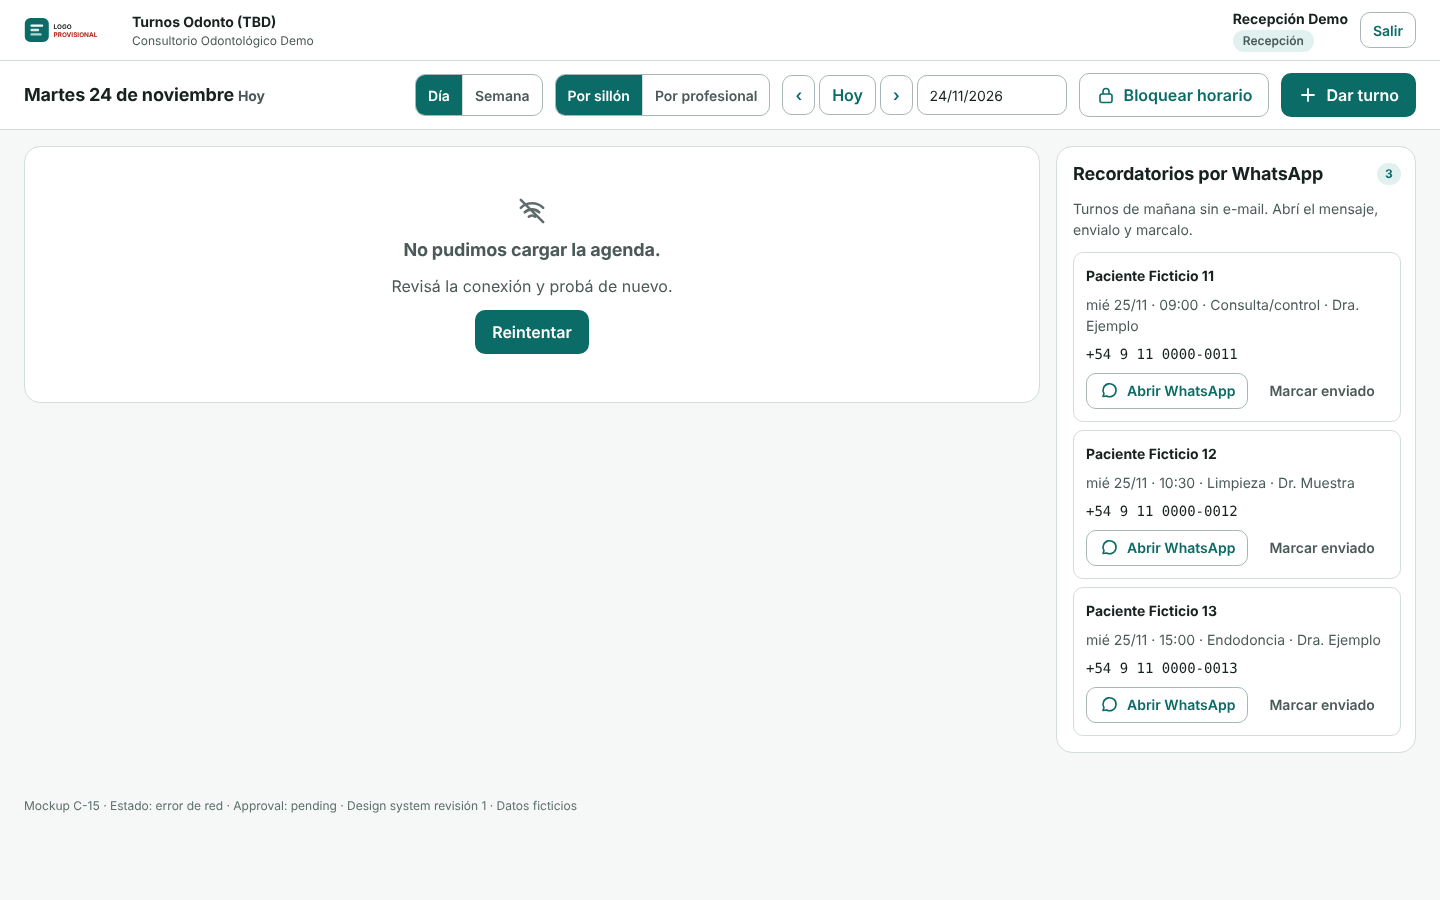 LOGO
PROVISIONAL
Turnos Odonto (TBD)
Consultorio Odontológico Demo
Recepción Demo
Recepción
Salir
Martes 24 de noviembre Hoy
Día
Semana
Por sillón
Por profesional
‹
Hoy
›
24/11/2026
Bloquear horario
Dar turno
No pudimos cargar la agenda.
Revisá la conexión y probá de nuevo.
Reintentar
Recordatorios por WhatsApp
3
Turnos de mañana sin e-mail. Abrí el mensaje,
envialo y marcalo.
Paciente Ficticio 11
mié 25/11 · 09:00 · Consulta/control · Dra.
Ejemplo
+54 9 11 0000-0011
Abrir WhatsApp
Marcar enviado
Paciente Ficticio 12
mié 25/11 · 10:30 · Limpieza · Dr. Muestra
+54 9 11 0000-0012
Abrir WhatsApp
Marcar enviado
Paciente Ficticio 13
mié 25/11 · 15:00 · Endodoncia · Dra. Ejemplo
+54 9 11 0000-0013
Abrir WhatsApp
Marcar enviado
Mockup C-15 · Estado: error de red · Approval: pending · Design system revisión 1 · Datos ficticios